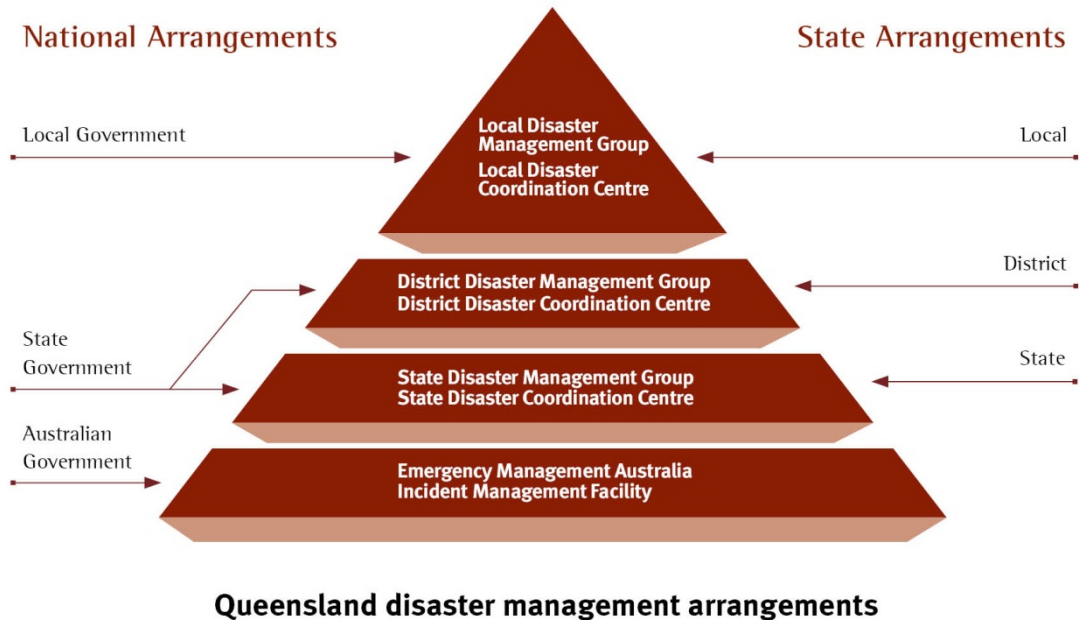 National Arrangements
State Arrangements
Local Government
Local Disaster
Management Group
Local Disaster
Coordination Centre
Local
District Disaster Management Group
District Disaster Coordination Centre
District
State
Government
State Disaster Management Group
State Disaster Coordination Centre
State
Australian
Government
Emergency Management Australia
Incident Management Facility
Queensland disaster management arrangements